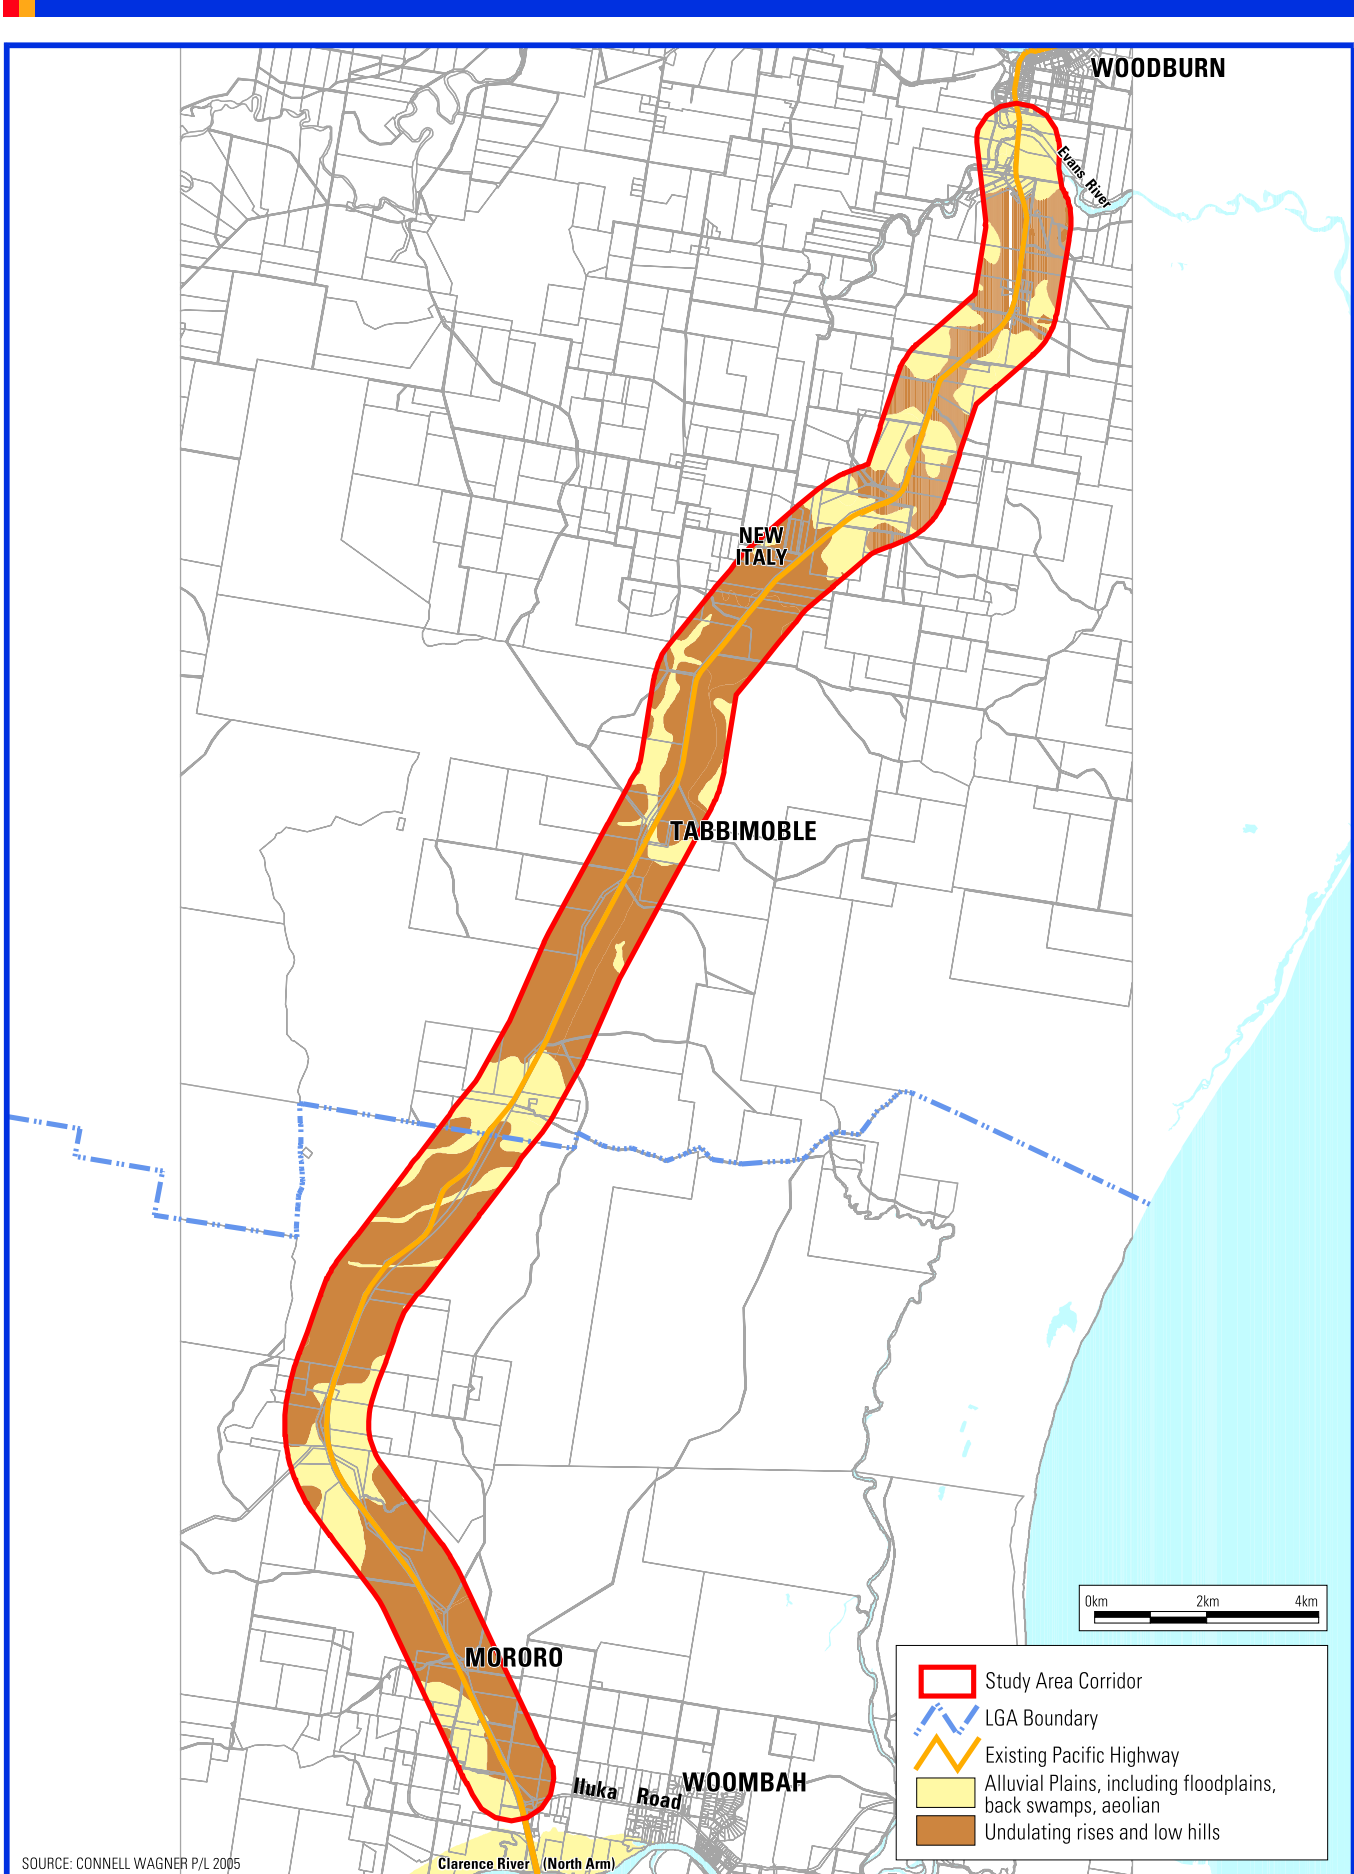 WOODBURN
Evans River
NEW
ITALY
TABBIMOBLE
MORORO
Iluka Road
WOOMBAH
Clarence River (North Arm)
0km 2km 4km
Study Area Corridor
LGA Boundary
Existing Pacific Highway
Alluvial Plains, including floodplains,
back swamps, aeolian
Undulating rises and low hills
SOURCE: CONNELL WAGNER P/L 2005